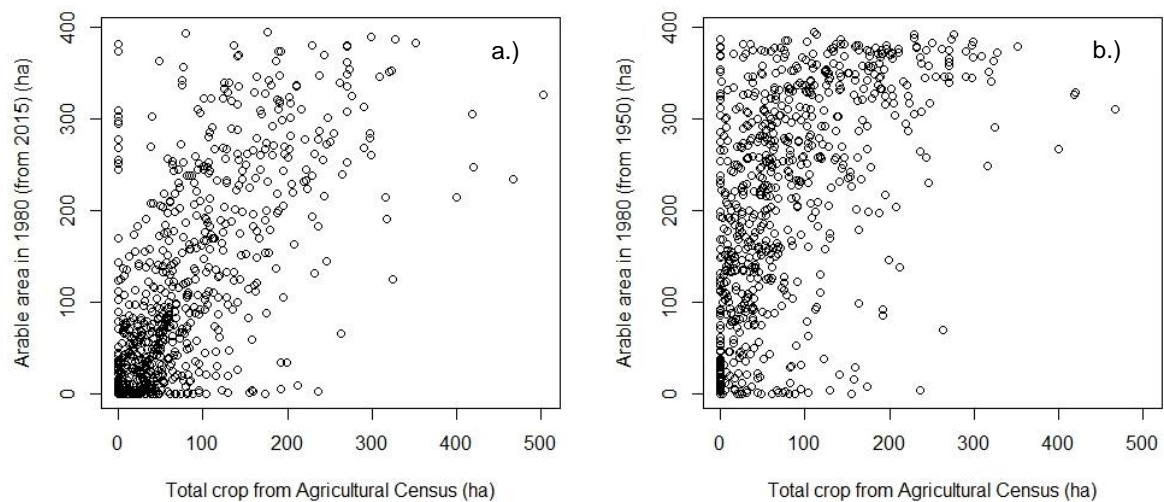 a.)
Arable area in 1980 (from 2015) (ha)
400
300
200
100
0
0 100 200 300 400 500
Total crop from Agricultural Census (ha)
b.)
Arable area in 1980 (from 1950) (ha)
400
300
200
100
0
0 100 200 300 400 500
Total crop from Agricultural Census (ha)